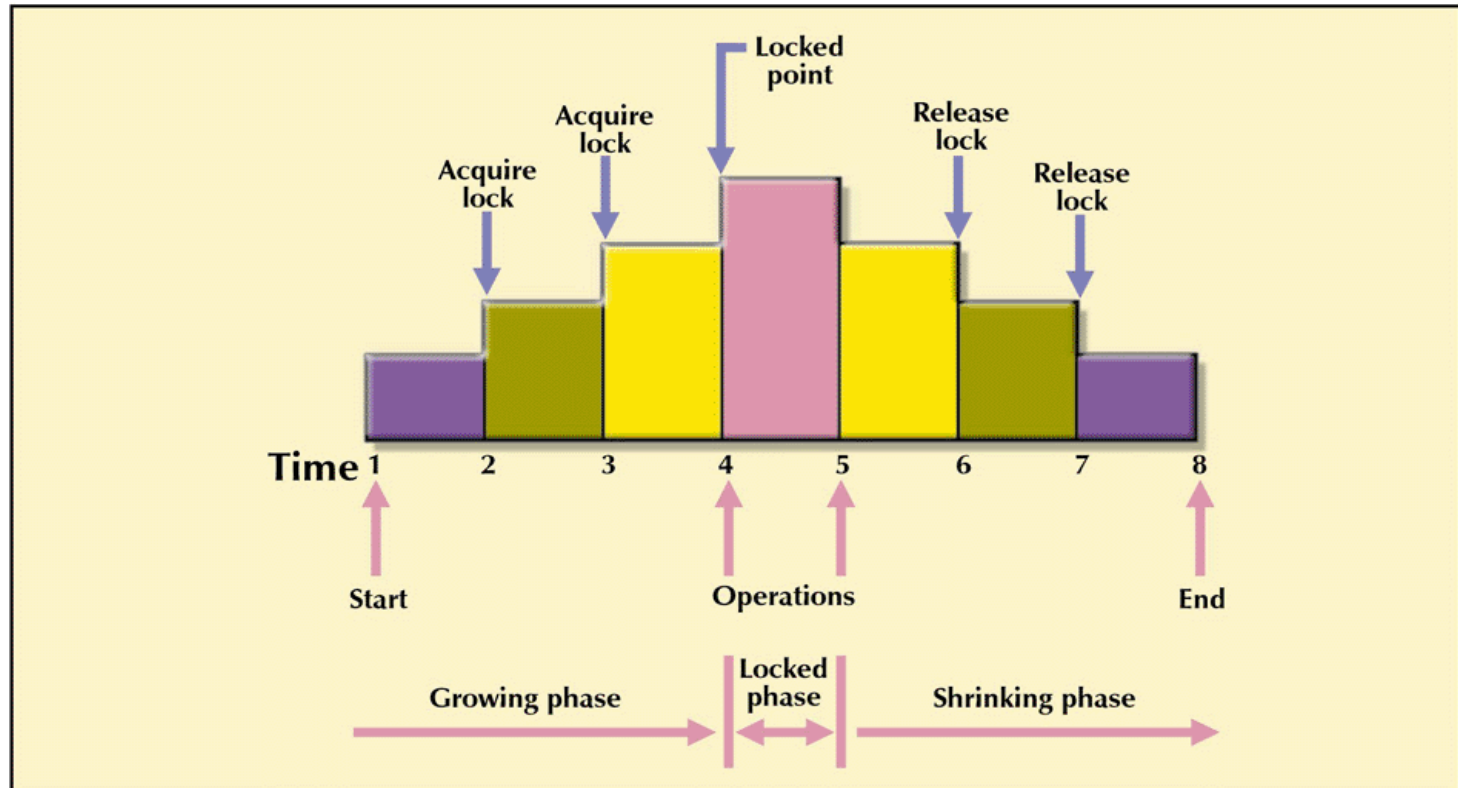 Locked
point
Acquire
lock
Release
lock
Acquire
lock
Release
lock
Time 1 2 3 4 5 6 7 8
Start Operations End
Locked
phase
Growing phase Shrinking phase